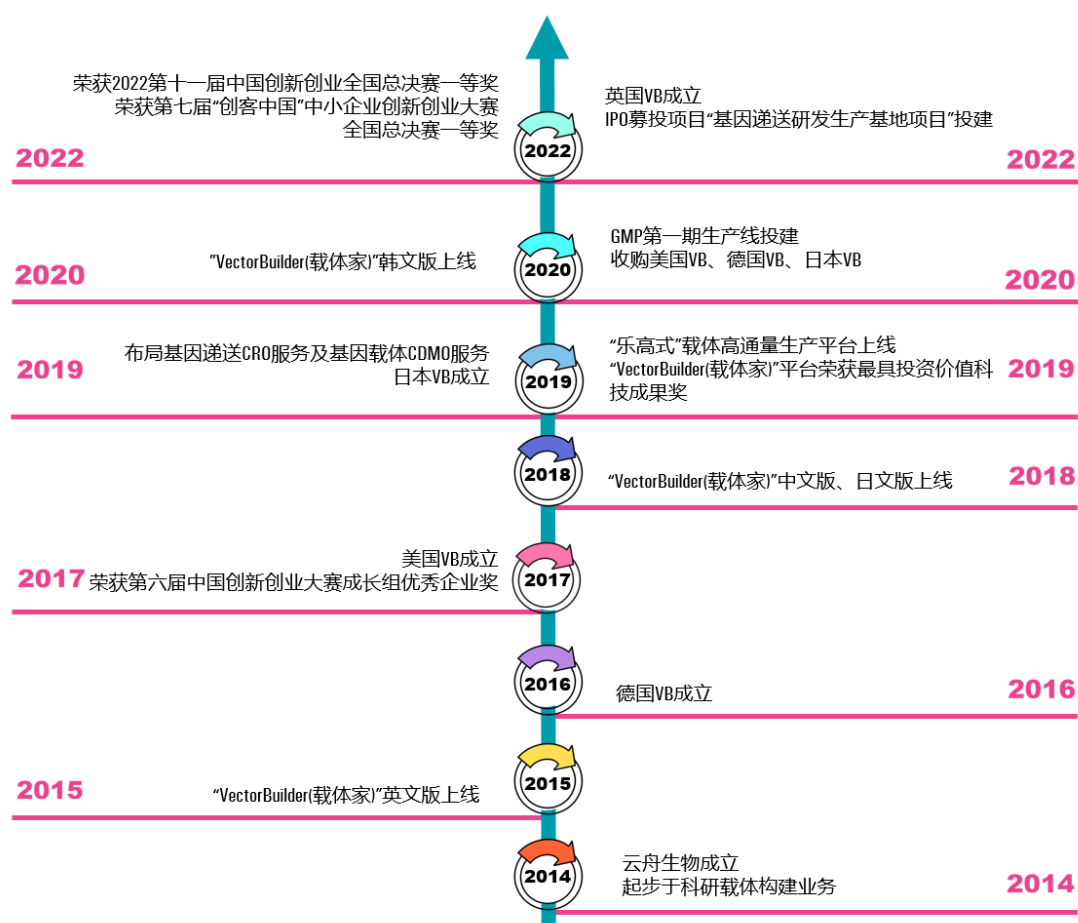 荣获2022第十一届中国创新创业全国总决赛一等奖
荣获第七届“创客中国”中小企业创新创业大赛
全国总决赛一等奖
2022
2022
英国VB成立
IPO募投项目“基因递送研发生产基地项目”投建
2022
”VectorBuilder(载体家)”韩文版上线
2020
2020
GMP第一期生产线投建
收购美国VB、德国VB、日本VB
2020
2019
布局基因递送CRO服务及基因载体CDMO服务
日本VB成立
2019
“乐高式”载体高通量生产平台上线
“VectorBuilder(载体家)”平台荣获最具投资价值科
技成果奖
2019
2018
“VectorBuilder(载体家)”中文版、日文版上线
2018
美国VB成立
2017
荣获第六届中国创新创业大赛成长组优秀企业奖
2017
2016
德国VB成立
2016
2015
“VectorBuilder(载体家)”英文版上线
2015
2014
云舟生物成立
起步于科研载体构建业务
2014